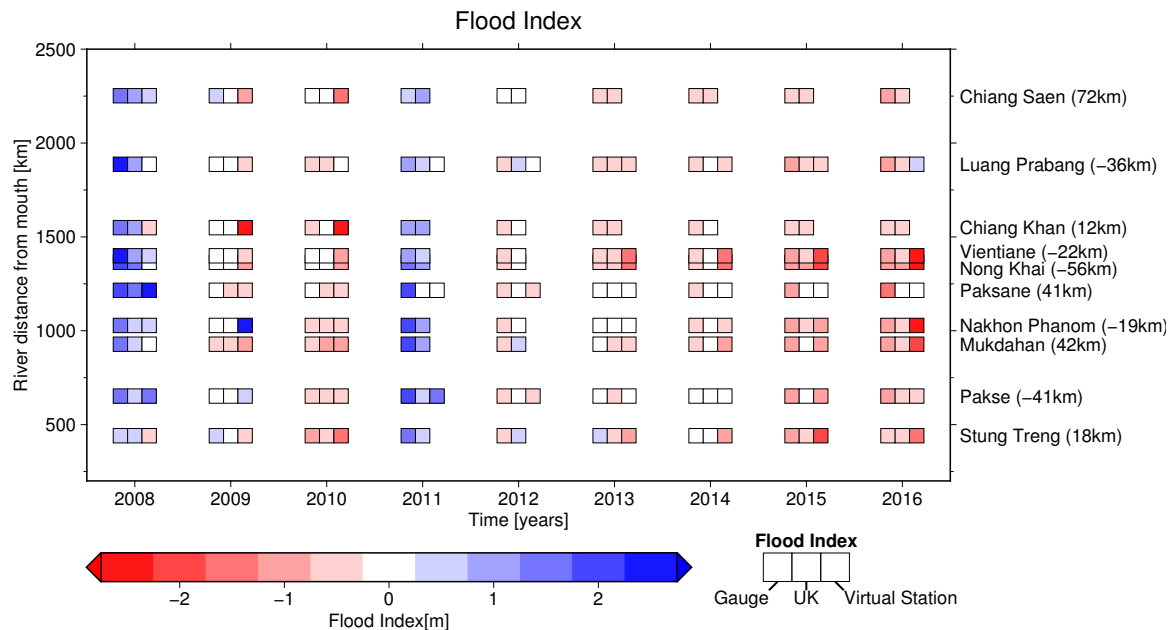 Flood Index
2500
2000
1500
1000
500
River distance from mouth [km]
Chiang Saen (72km)
Luang Prabang (−36km)
Chiang Khan (12km)
Vientiane (−22km)
Nong Khai (−56km)
Paksane (41km)
Nakhon Phanom (−19km)
Mukdahan (42km)
Pakse (−41km)
Stung Treng (18km)
2008 2009 2010 2011 2012 2013 2014 2015 2016
Time [years]
−2 −1 0 1 2
Flood Index[m]
Flood Index
Gauge UK Virtual Station